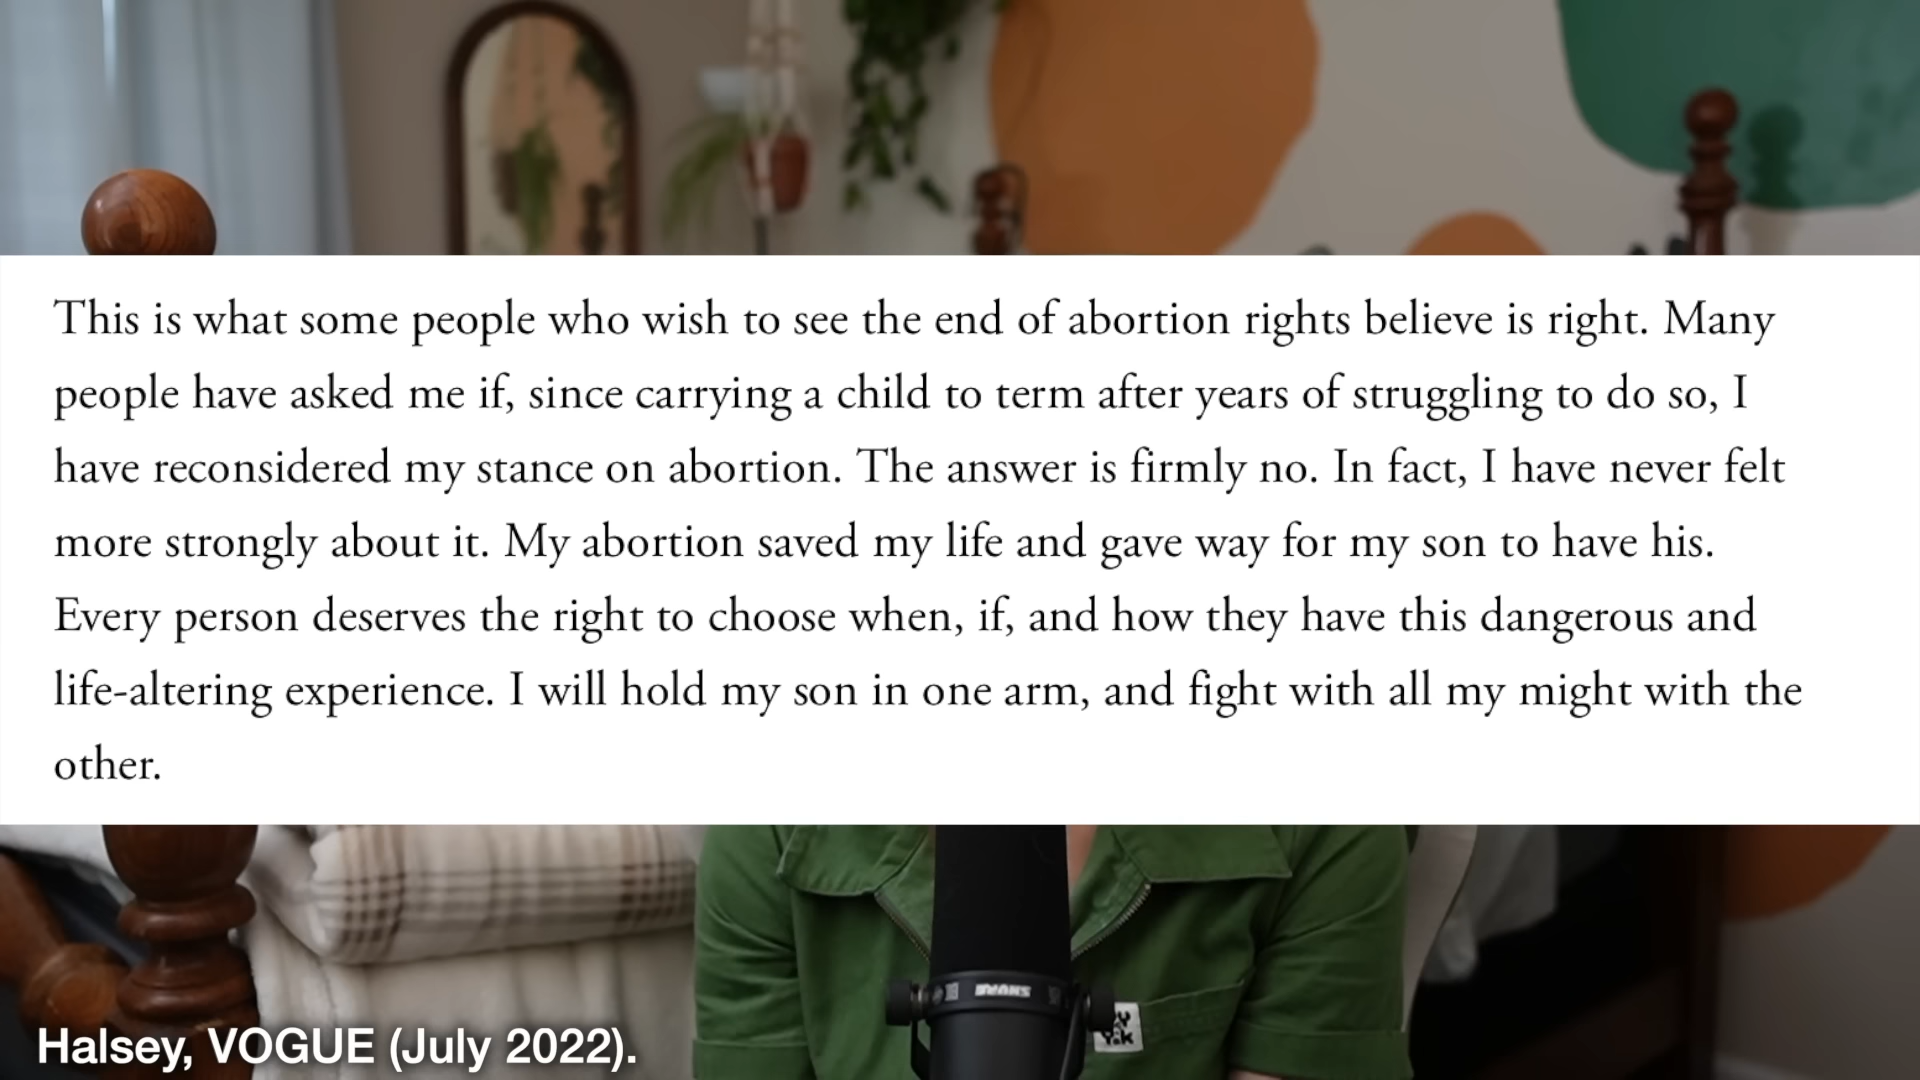 This is what some people who wish to see the end of abortion rights believe is right. Many
people have asked me if, since carrying a child to term after years of struggling to do so, I
have reconsidered my stance on abortion. The answer is firmly no. In fact, I have never felt
more strongly about it. My abortion saved my life and gave way for my son to have his.
Every person deserves the right to choose when, if, and how they have this dangerous and
life-altering experience. I will hold my son in one arm, and fight with all my might with the
other.
Halsey, VOGUE (July 2022).